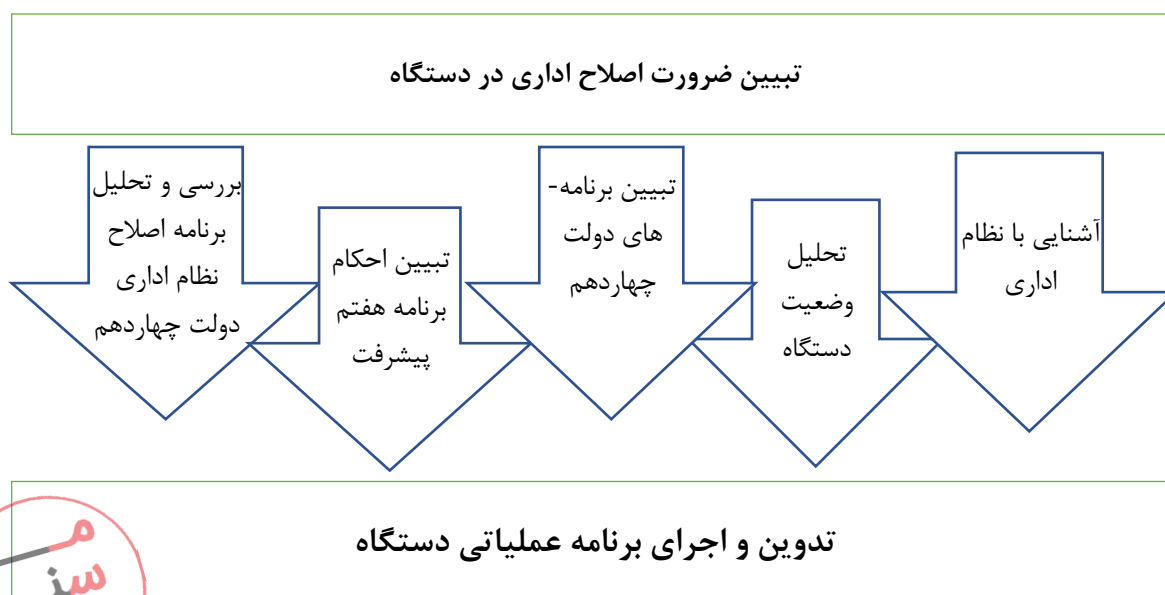 تبیین ضرورت اصلاح اداری در دستگاه
آشنایی با نظام
اداری
تحلیل
وضعیت
دستگاه
تبیین برنامه-
های دولت
چهاردهم
تبیین احکام
برنامه هفتم
پیشرفت
بررسی و تحلیل
برنامه اصلاح
نظام اداری
دولت چهاردهم
تدوین و اجرای برنامه عملیاتی دستگاه